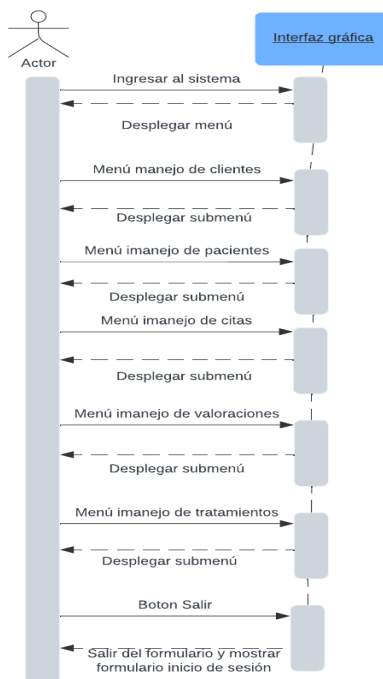 Interfaz gráfica
Actor
Ingresar al sistema
Desplegar menú
Menú manejo de clientes
Desplegar submenú
Menú imanejo de pacientes
Desplegar submenú
Menú imanejo de citas
Desplegar submenú
Menú imanejo de valoraciones
Desplegar submenú
Menú imanejo de tratamientos
Desplegar submenú
Boton Salir
Salir del formulario y mostrar
formulario inicio de sesión